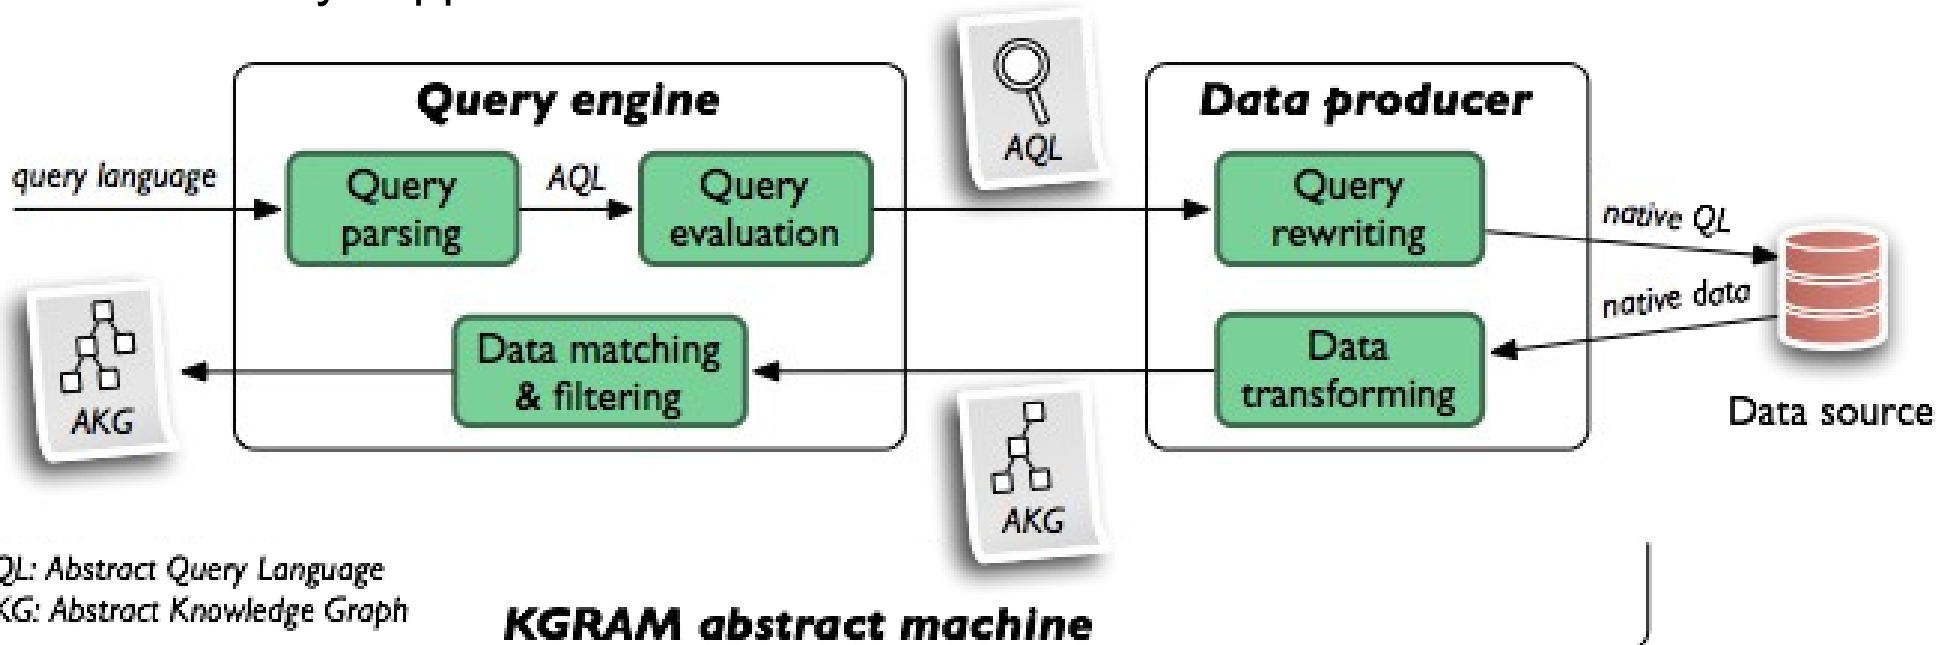 Query engine
Data producer
AQL
query language
Query
parsing
AQL
Query
evaluation
Query
rewriting
native QL
native data
AKG
Data matching
& filtering
Data
transforming
Data source
AKG
QL: Abstract Query Language
KG: Abstract Knowledge Graph
KGRAM abstract machine